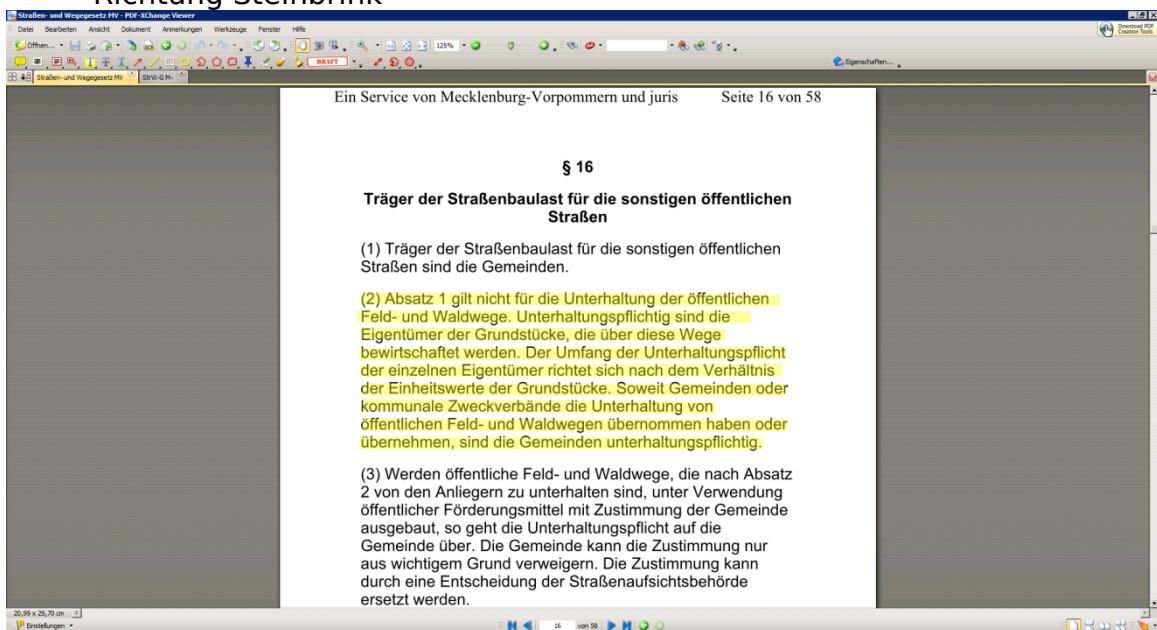 Richtung Steinbrink
Straßen- und Wegegesetz MV - PDF-XChange Viewer
Datei Bearbeiten Ansicht Dokument Anmerkungen Werkzeuge Fenster Hilfe
Download PDF Creation Tools
Öffnen... 125%
DRAFT Eigenschaften...
Straßen- und Wegegesetz MV StrW-G M-
Ein Service von Mecklenburg-Vorpommern und juris Seite 16 von 58
§ 16
Träger der Straßenbaulast für die sonstigen öffentlichen
Straßen
(1) Träger der Straßenbaulast für die sonstigen öffentlichen
Straßen sind die Gemeinden.
(2) Absatz 1 gilt nicht für die Unterhaltung der öffentlichen
Feld- und Waldwege. Unterhaltungspflichtig sind die
Eigentümer der Grundstücke, die über diese Wege
bewirtschaftet werden. Der Umfang der Unterhaltungspflicht
der einzelnen Eigentümer richtet sich nach dem Verhältnis
der Einheitswerte der Grundstücke. Soweit Gemeinden oder
kommunale Zweckverbände die Unterhaltung von
öffentlichen Feld- und Waldwegen übernommen haben oder
übernehmen, sind die Gemeinden unterhaltungspflichtig.
(3) Werden öffentliche Feld- und Waldwege, die nach Absatz
2 von den Anliegern zu unterhalten sind, unter Verwendung
öffentlicher Förderungsmittel mit Zustimmung der Gemeinde
ausgebaut, so geht die Unterhaltungspflicht auf die
Gemeinde über. Die Gemeinde kann die Zustimmung nur
aus wichtigem Grund verweigern. Die Zustimmung kann
durch eine Entscheidung der Straßenaufsichtsbehörde
ersetzt werden.
20,99 x 29,70 cm
Einstellungen 16 von 58